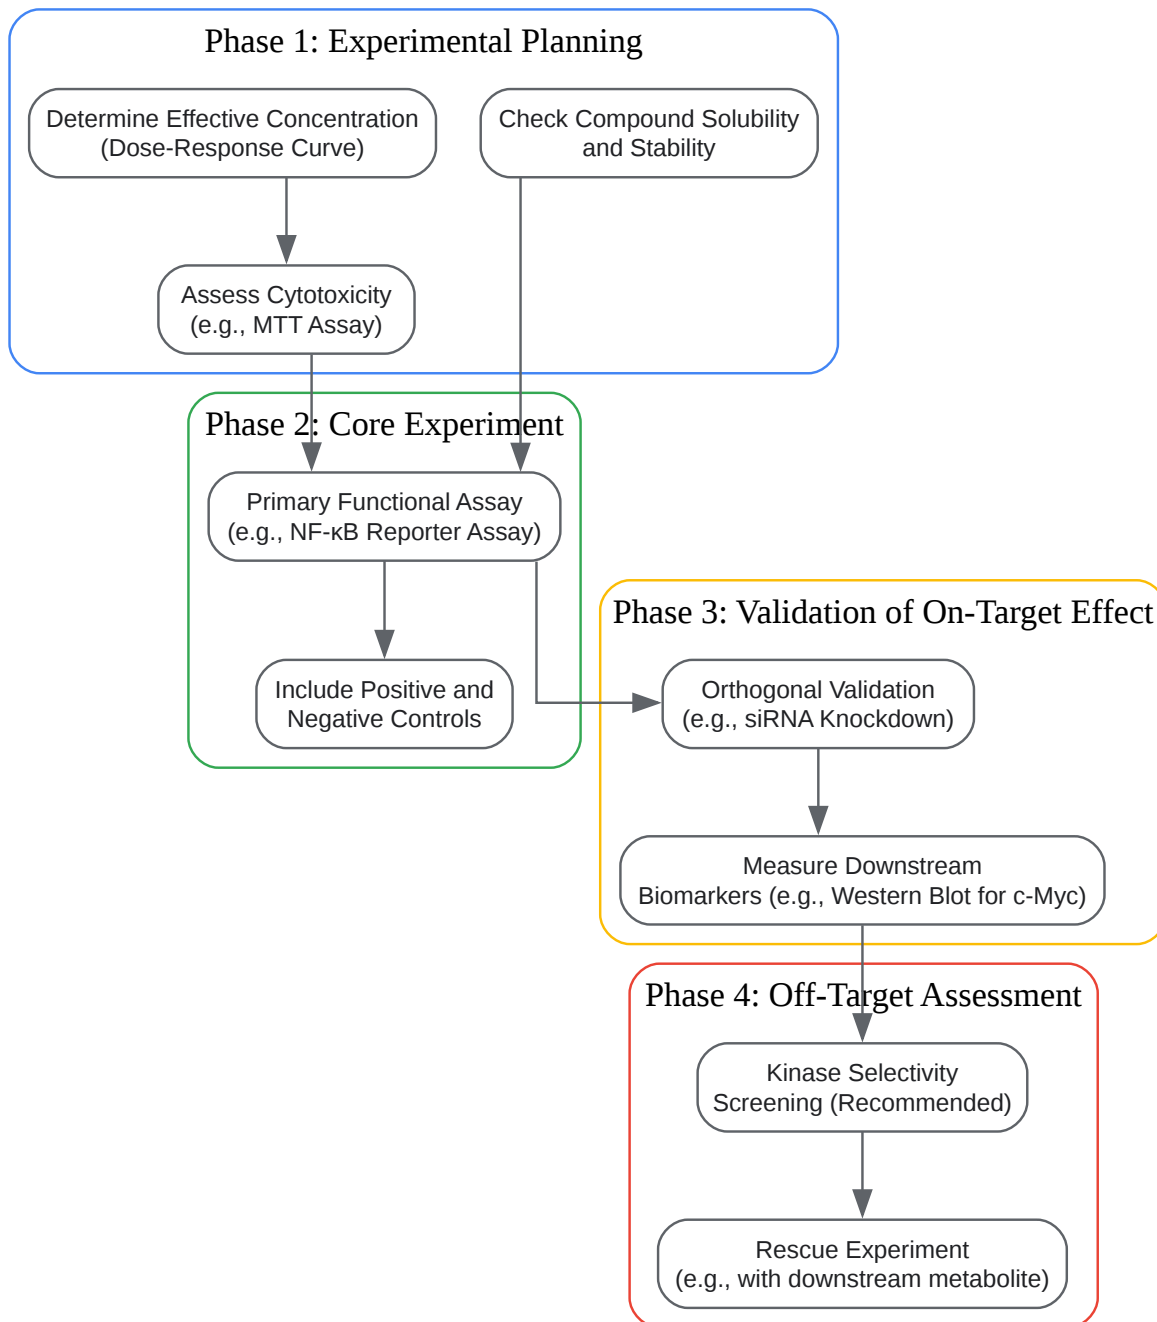 Phase 1: Experimental Planning
Determine Effective Concentration
(Dose-Response Curve)
Check Compound Solubility
and Stability
Assess Cytotoxicity
(e.g., MTT Assay)
Phase 2: Core Experiment
Primary Functional Assay
(e.g., NF-κB Reporter Assay)
Include Positive and
Negative Controls
Phase 3: Validation of On-Target Effect
Orthogonal Validation
(e.g., siRNA Knockdown)
Measure Downstream
Biomarkers (e.g., Western Blot for c-Myc)
Phase 4: Off-Target Assessment
Kinase Selectivity
Screening (Recommended)
Rescue Experiment
(e.g., with downstream metabolite)